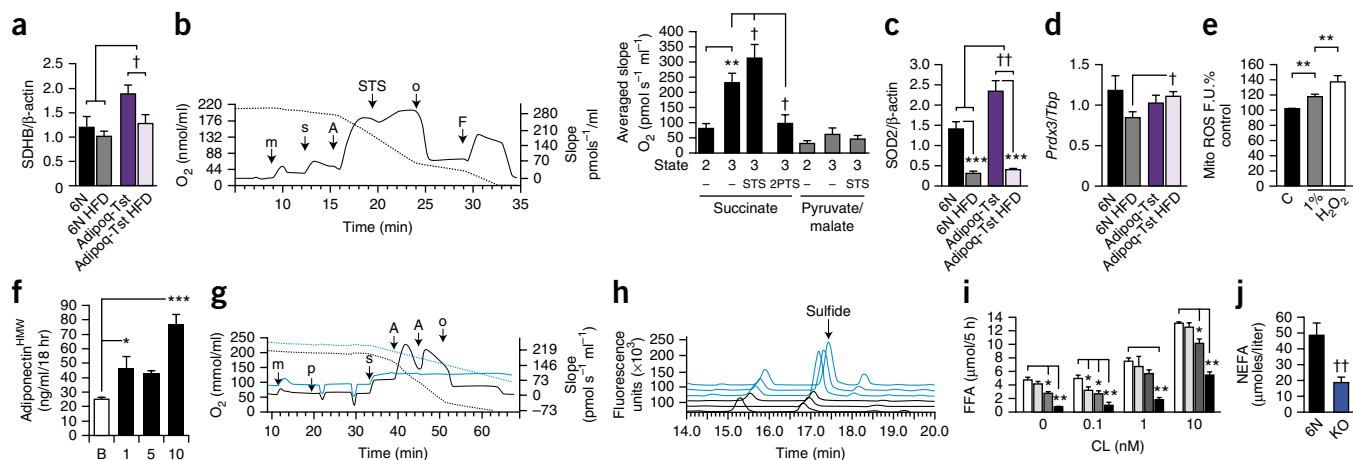 a
SDHB/β-actin
2.5
2.0
1.5
1.0
0.5
0
†
6N
6N HFD
Adipoq-Tst
Adipoq-Tst HFD
b
O2 (nmol/ml)
220
176
132
88
44
0
m
s
A
STS
o
F
280
210
140
70
0
Slope
pmols⁻¹/ml
5
10
15
20
25
30
35
Time (min)
Averaged slope
O2 (pmol s⁻¹ ml⁻¹)
400
350
300
250
200
150
100
50
0
**
†
†
State
2 3 3 3 2 3 3
– – STS 2PTS – – STS
Succinate
Pyruvate/
malate
c
SOD2/β-actin
3.0
2.5
2.0
1.5
1.0
0.5
0
***
††
***
6N
6N HFD
Adipoq-Tst
Adipoq-Tst HFD
d
Prdx3/Tbp
1.5
1.0
0.5
0
†
6N
6N HFD
Adipoq-Tst
Adipoq-Tst HFD
e
Mito ROS F.U.%
control
160
140
120
100
80
60
40
20
0
**
**
C
1%
H2O2
f
Adiponectin^HMW
(ng/ml/18 hr)
90
80
70
60
50
40
30
20
10
0
*
***
B 1 5 10
g
O2 (nmol/ml)
250
200
150
100
50
0
m
p
s
A
A
o
219
146
73
0
–73
Slope
(pmol s⁻¹ ml⁻¹)
0 10 20 30 40 50 60
Time (min)
h
Fluorescence
units (×10³)
350
300
250
200
150
100
50
Sulfide
14.0 15.0 16.0 17.0 18.0 19.0 20.0
Time (min)
i
FFA (µmol/5 h)
14
12
10
8
6
4
2
0
*
**
*
*
**
**
*
**
0 0.1 1 10
CL (nM)
j
NEFA
(µmoles/liter)
60
50
40
30
20
10
0
††
6N
KO